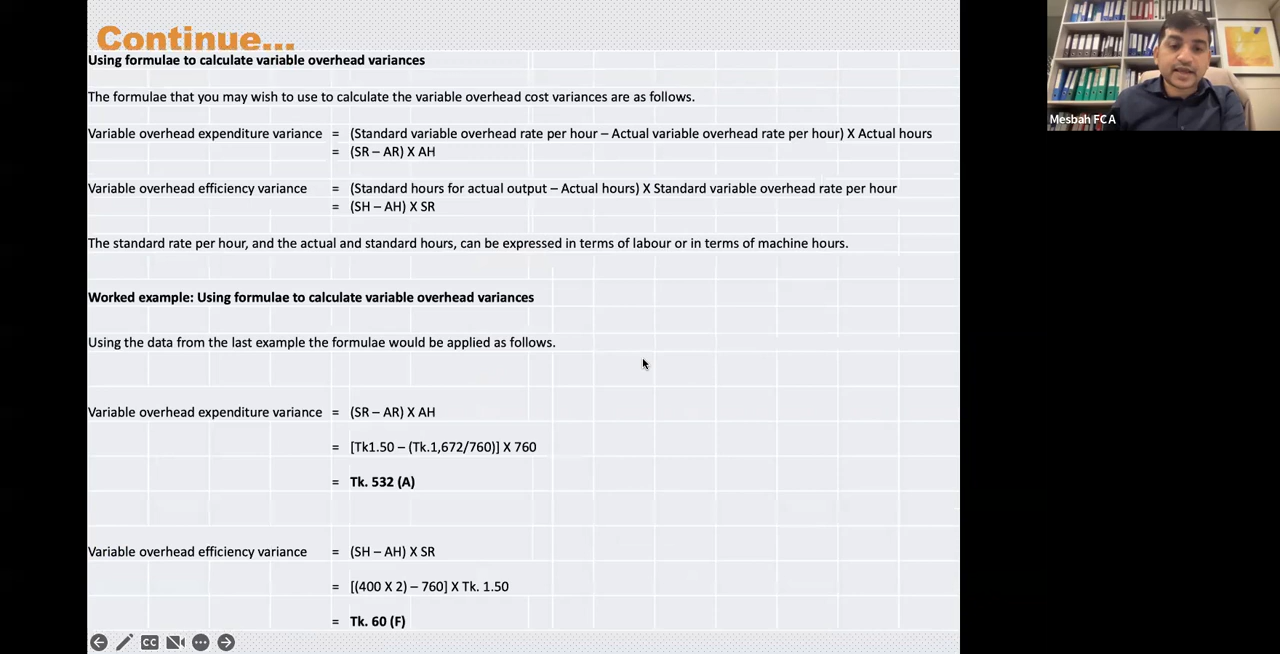 Continue...
Using formulae to calculate variable overhead variances
The formulae that you may wish to use to calculate the variable overhead cost variances are as follows.
Variable overhead expenditure variance = (Standard variable overhead rate per hour – Actual variable overhead rate per hour) X Actual hours
= (SR – AR) X AH
Variable overhead efficiency variance = (Standard hours for actual output – Actual hours) X Standard variable overhead rate per hour
= (SH – AH) X SR
The standard rate per hour, and the actual and standard hours, can be expressed in terms of labour or in terms of machine hours.
Worked example: Using formulae to calculate variable overhead variances
Using the data from the last example the formulae would be applied as follows.
Variable overhead expenditure variance = (SR – AR) X AH
= [Tk1.50 – (Tk.1,672/760)] X 760
= Tk. 532 (A)
Variable overhead efficiency variance = (SH – AH) X SR
= [(400 X 2) – 760] X Tk. 1.50
= Tk. 60 (F)
CC
Mesbah FCA